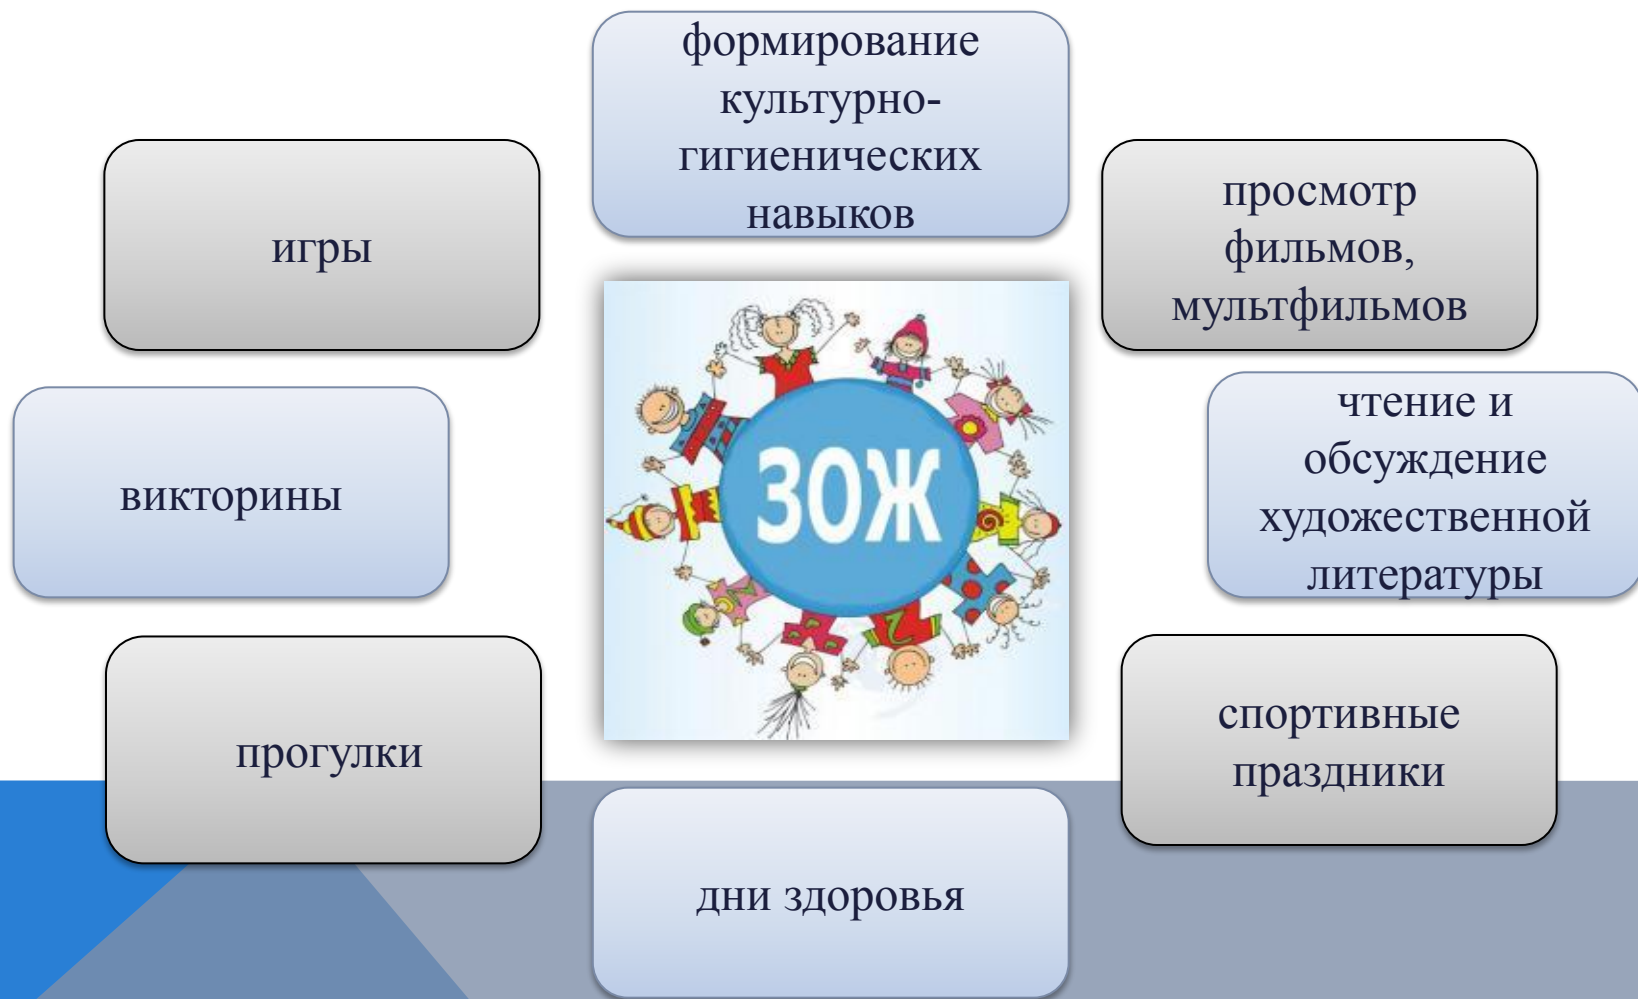 формирование
культурно-
гигиенических
навыков
игры
просмотр
фильмов,
мультфильмов
викторины
ЗОЖ
чтение и
обсуждение
художественной
литературы
прогулки
спортивные
праздники
дни здоровья